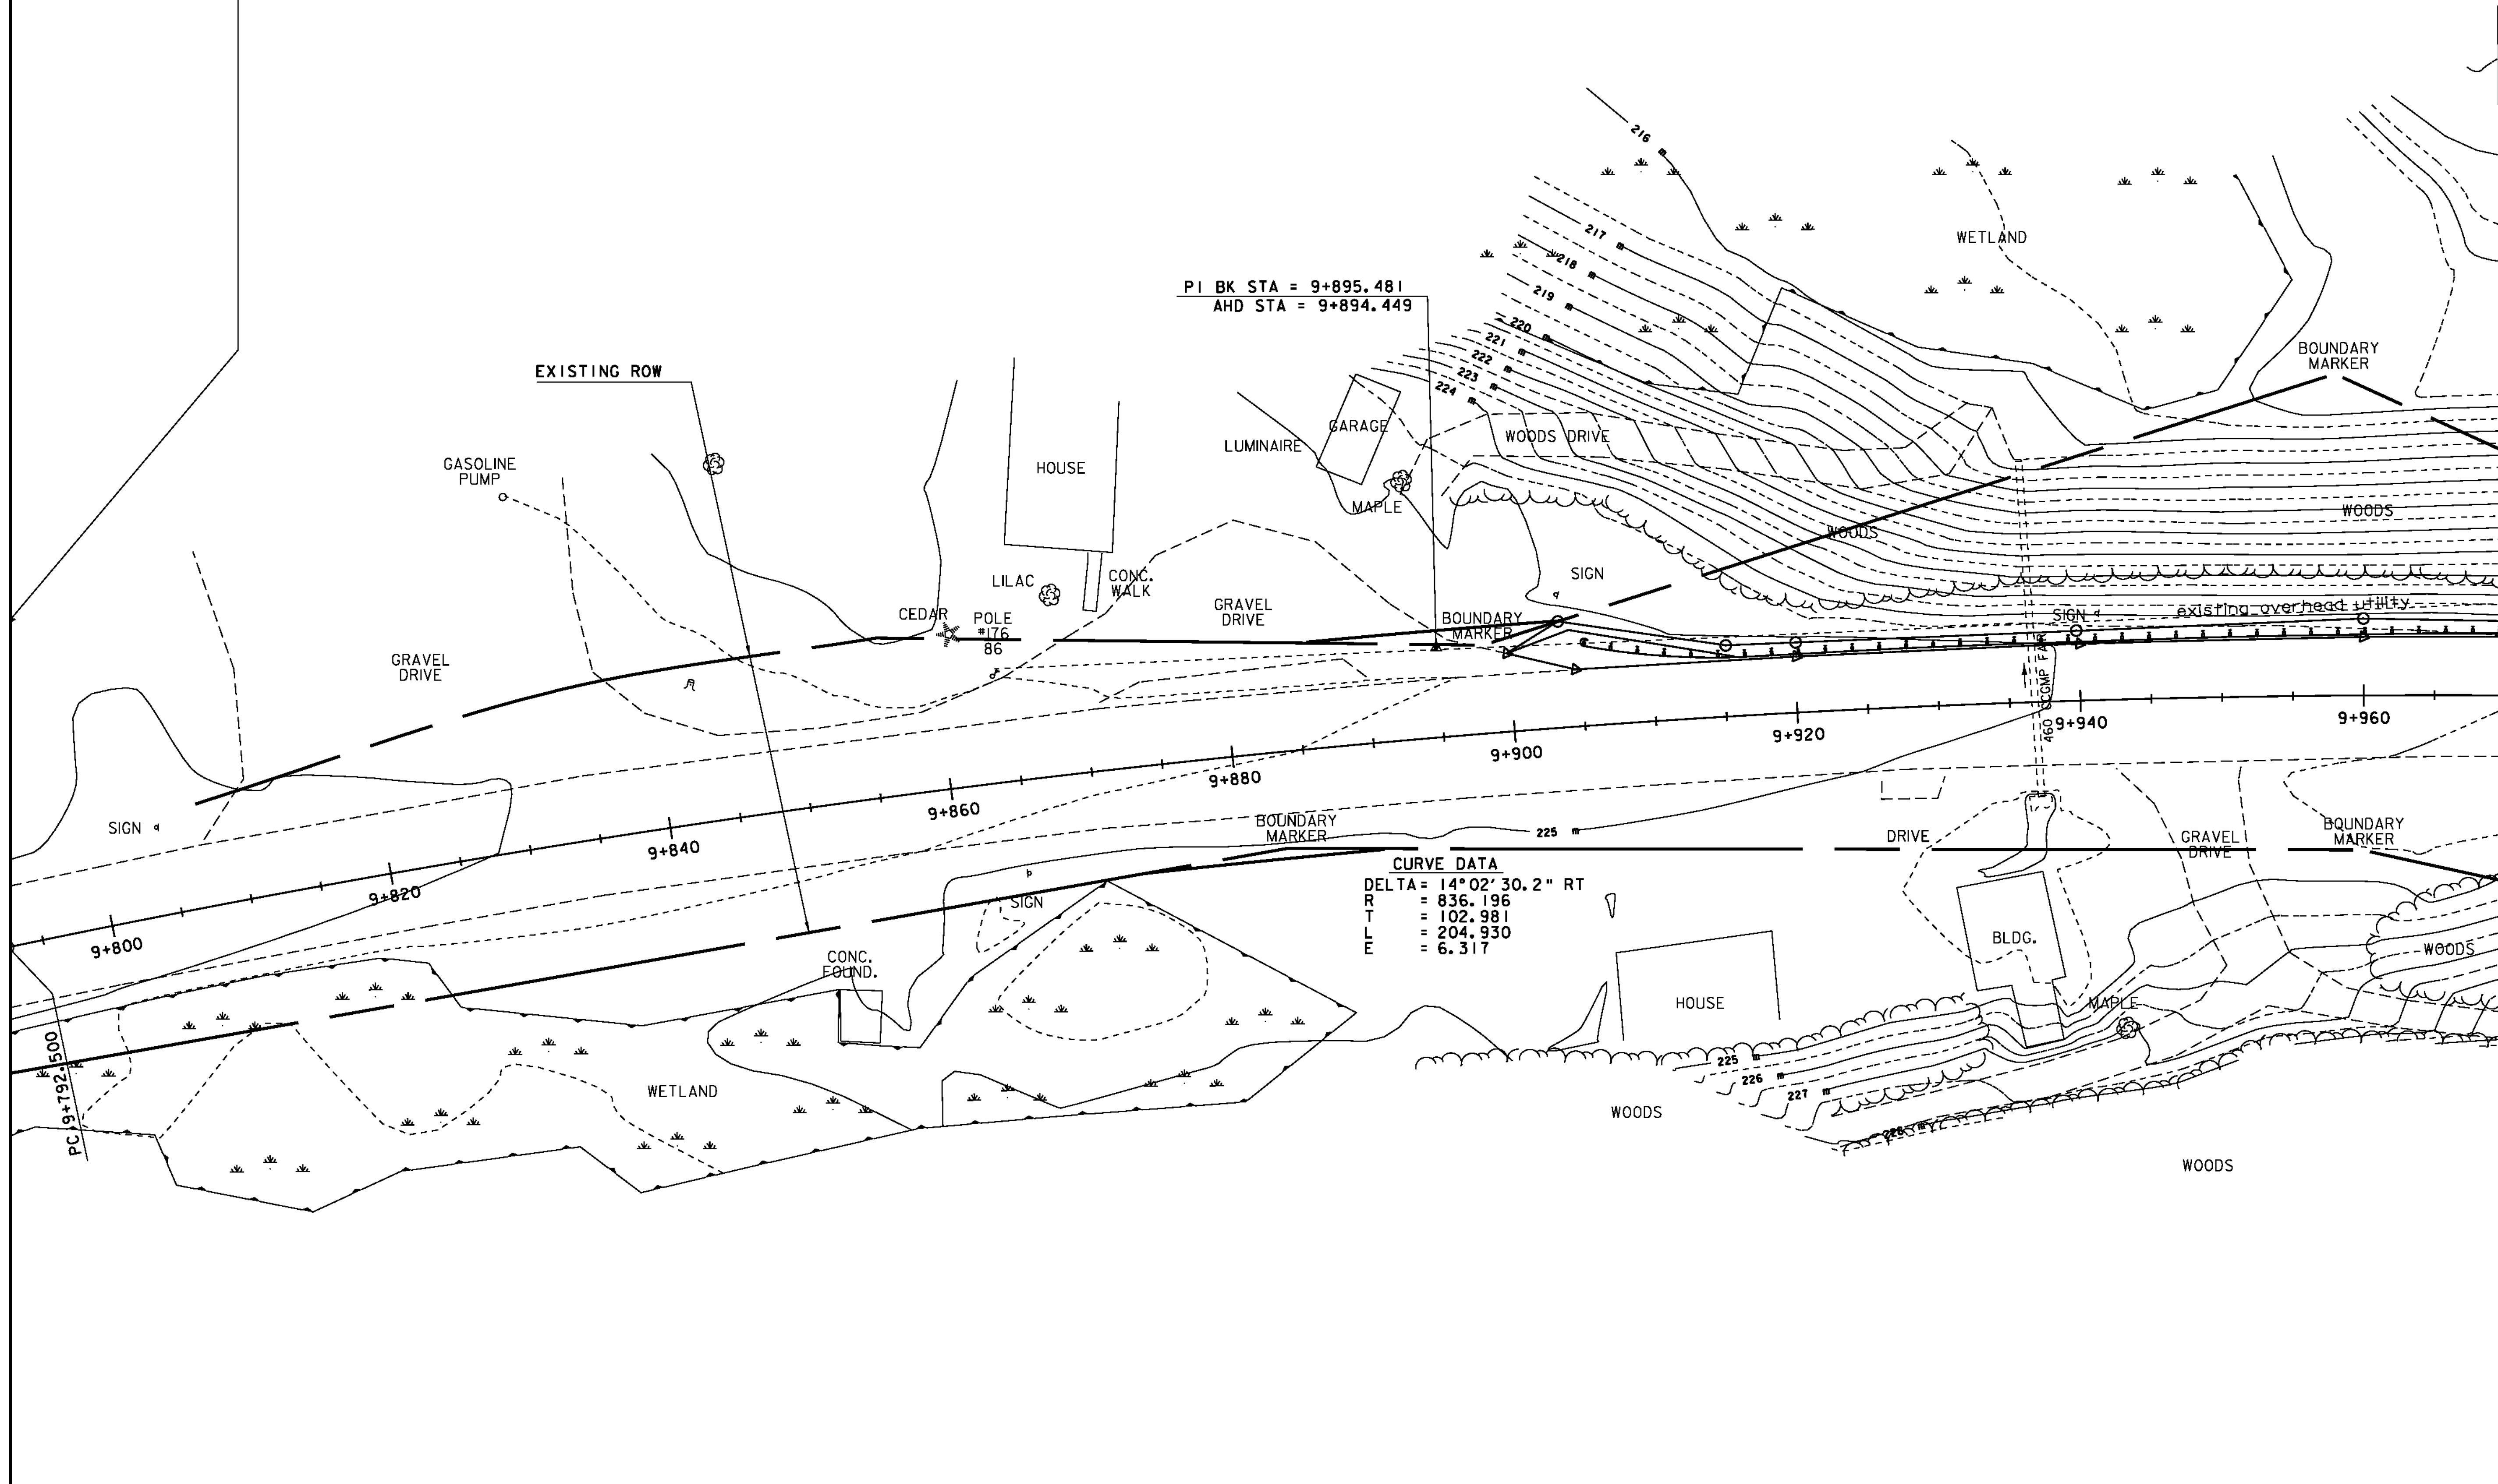 216
217
218
219
220
221
222
223
224
WETLAND
BOUNDARY
MARKER
PI BK STA = 9+895.481
AHD STA = 9+894.449
EXISTING ROW
GASOLINE
PUMP
HOUSE
LUMINAIRE
GARAGE
WOODS DRIVE
MAPLE
WOODS
WOODS
SIGN
LILAC
CONC.
WALK
CEDAR
POLE
#176
86
GRAVEL
DRIVE
BOUNDARY
MARKER
SIGN
existing overhead utility
GRAVEL
DRIVE
460 CCGMP FAIR
9+800
9+820
9+840
9+860
9+880
9+900
9+920
9+940
9+960
SIGN
BOUNDARY
MARKER
225
DRIVE
GRAVEL
DRIVE
BOUNDARY
MARKER
CURVE DATA
DELTA = 14°02'30.2" RT
R = 836.196
T = 102.981
L = 204.930
E = 6.317
SIGN
CONC.
FOUND.
BLDG.
WOODS
HOUSE
MAPLE
PC 9+792.500
WETLAND
225
226
227
228
WOODS
WOODS